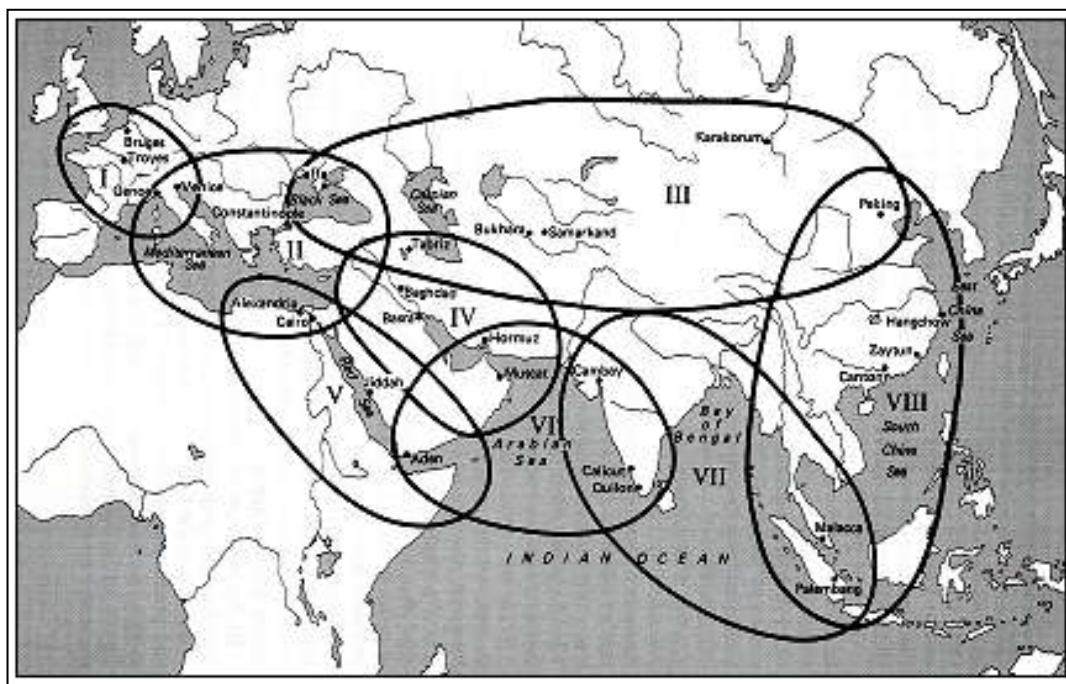 Bruges
Troyes
I
Genoa
Venice
Caffa
Black Sea
Constantinople
II
Mediterranean
Sea
Caspian
Sea
Karakorum
III
Bukhara
Samarkand
Peking
Tabriz
Baghdad
Basra
IV
Alexandria
Cairo
Hormuz
Muscat
Red
Sea
Jiddah
V
Aden
VI
Arabian
Sea
Cambay
Bay
of
Bengal
Calicut
Quilon
VII
East
China
Sea
Hangchow
Zaytun
Canton
VIII
South
China
Sea
Malacca
Palembang
INDIAN OCEAN